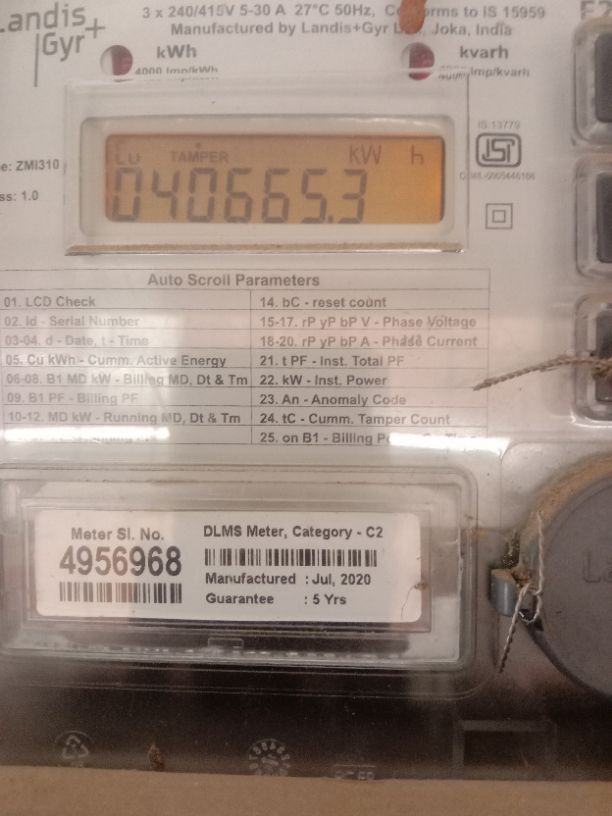 Landis+
Gyr+
3 x 240/415V 5-30 A 27°C 50Hz, Conforms to IS 15959
Manufactured by Landis+Gyr Ltd., Joka, India
kWh
4000 Imp/kWh
kvarh
Imp/kvarh
IS 13779
e: ZMI310
ss: 1.0
Cu TAMPER kW h
040665.3
Auto Scroll Parameters
01. LCD Check
02. Id - Serial Number
03-04. d - Date, t - Time
05. Cu kWh - Cumm. Active Energy
06-08. B1 MD kW - Billing MD, Dt & Tm
09. B1 PF - Billing PF
10-12. MD kW - Running MD, Dt & Tm
14. bC - reset count
15-17. rP yP bP V - Phase Voltage
18-20. rP yP bP A - Phase Current
21. t PF - Inst. Total PF
22. kW - Inst. Power
23. An - Anomaly Code
24. tC - Cumm. Tamper Count
25. on B1 - Billing
Meter Sl. No.
4956968
DLMS Meter, Category - C2
Manufactured : Jul, 2020
Guarantee : 5 Yrs